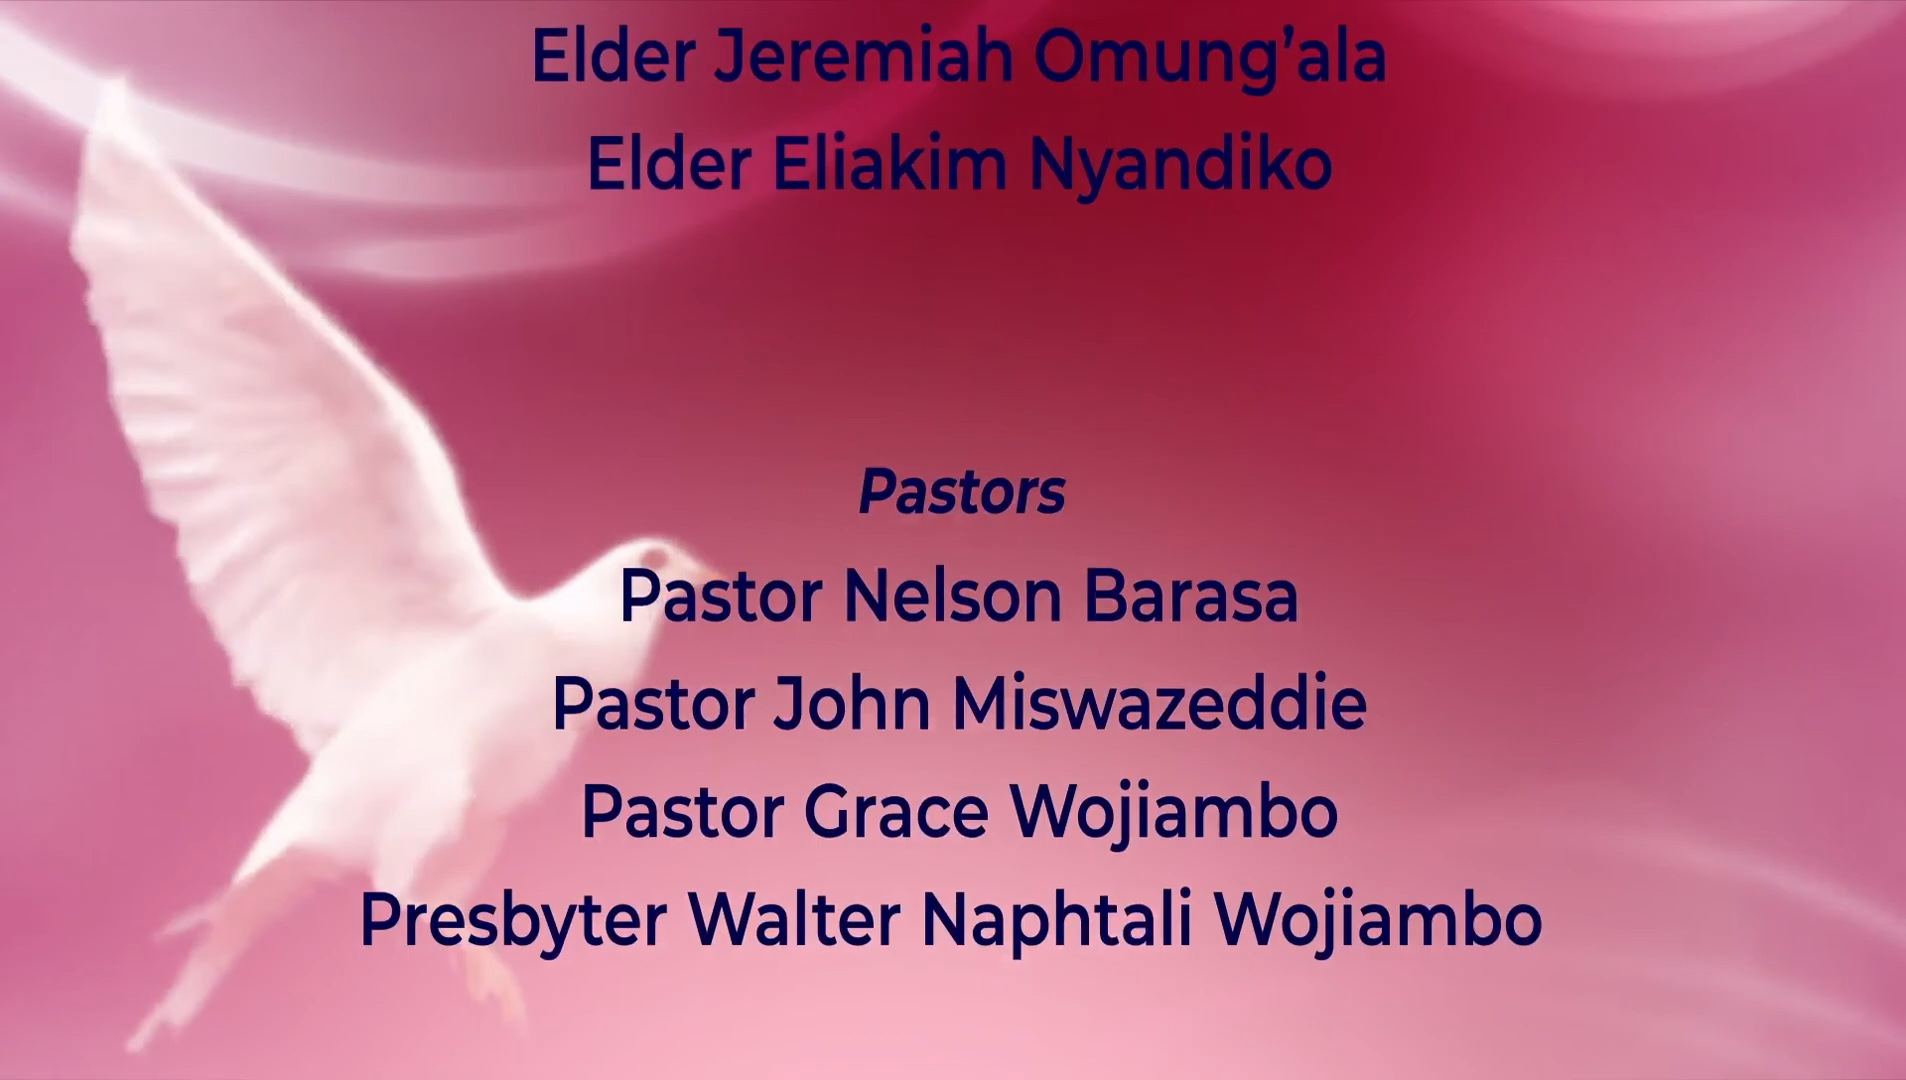 Elder Jeremiah Omung’ala
Elder Eliakim Nyandiko
Pastors
Pastor Nelson Barasa
Pastor John Miswazeddie
Pastor Grace Wojiambo
Presbyter Walter Naphtali Wojiambo